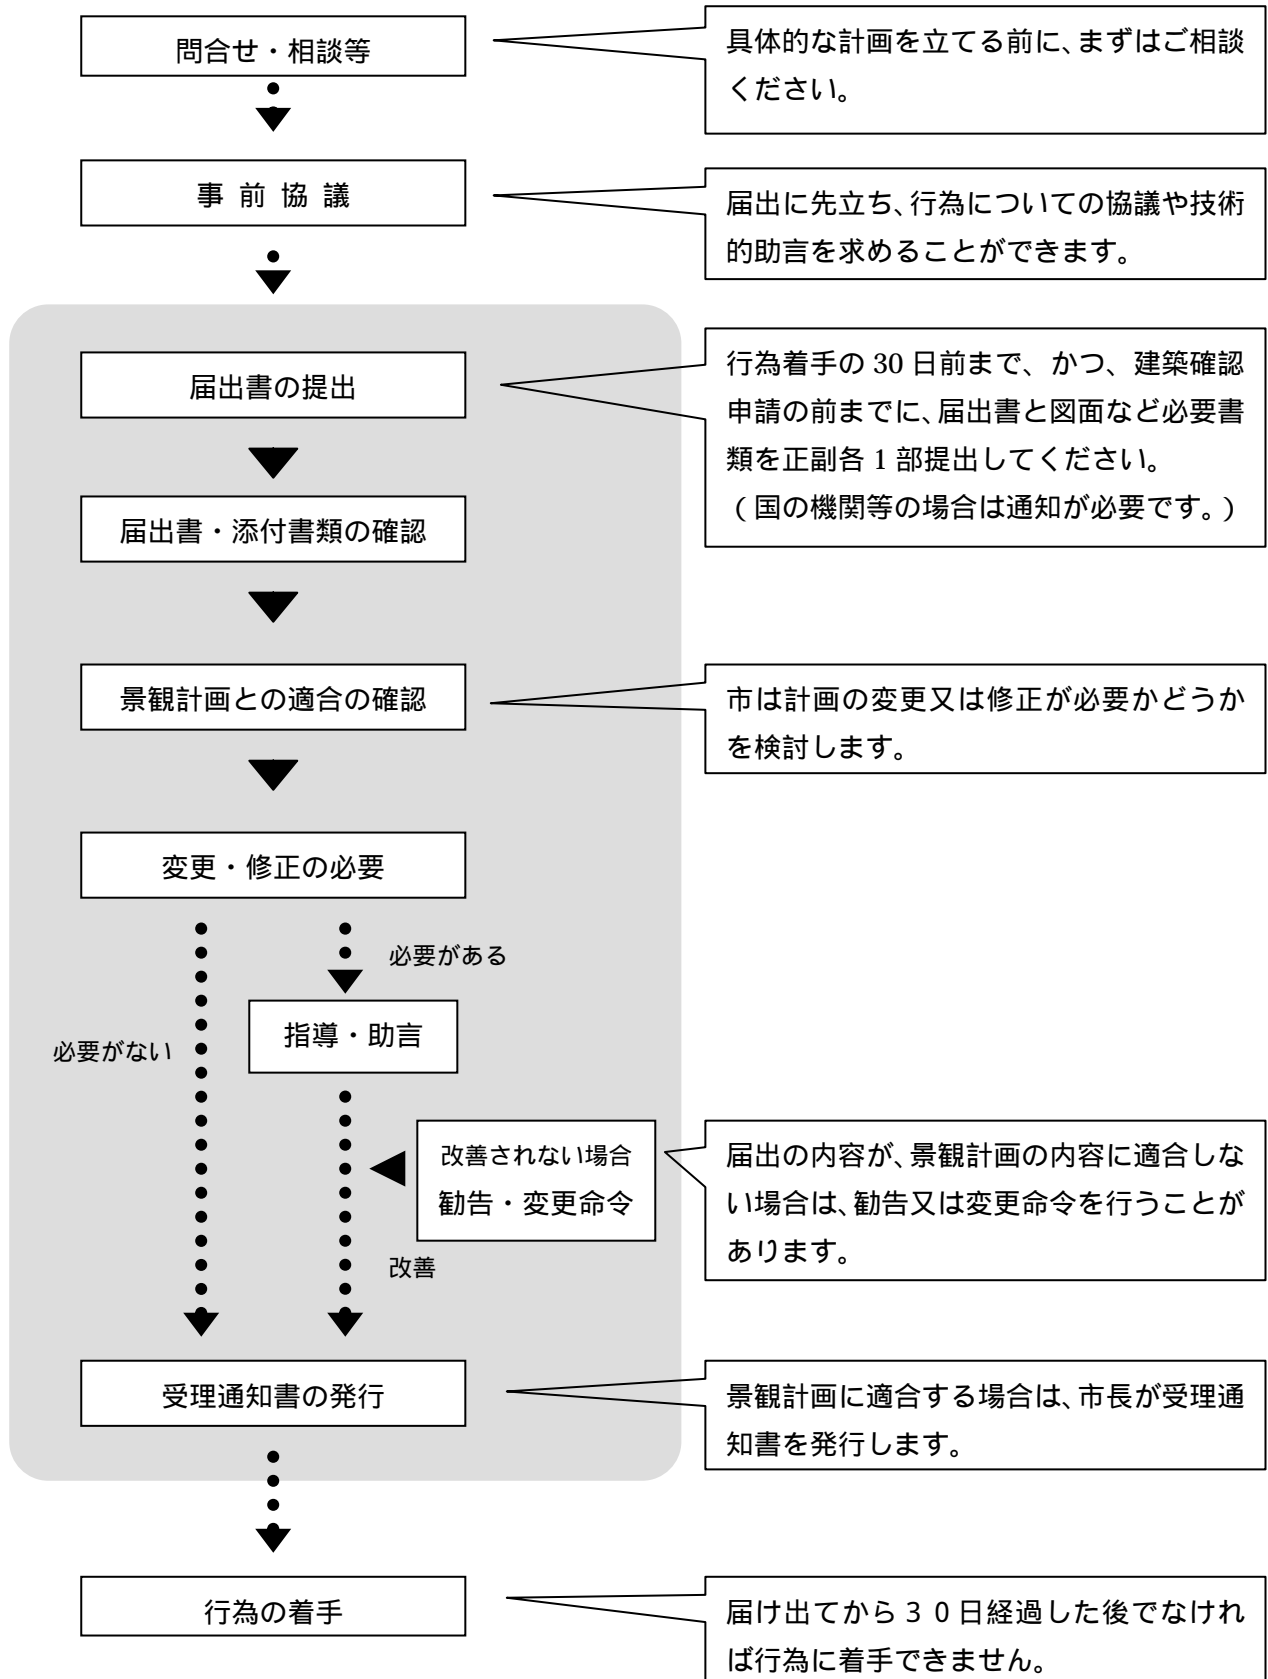 問合せ・相談等
具体的な計画を立てる前に、まずはご相談
ください。
事前協議
届出に先立ち、行為についての協議や技術
的助言を求めることができます。
届出書の提出
行為着手の 30 日前まで、かつ、建築確認
申請の前までに、届出書と図面など必要書
類を正副各 1 部提出してください。
(国の機関等の場合は通知が必要です。)
届出書・添付書類の確認
景観計画との適合の確認
市は計画の変更又は修正が必要かどうか
を検討します。
変更・修正の必要
必要がある
指導・助言
必要がない
改善されない場合
勧告・変更命令
届出の内容が、景観計画の内容に適合しな
い場合は、勧告又は変更命令を行うことが
あります。
改善
受理通知書の発行
景観計画に適合する場合は、市長が受理通
知書を発行します。
行為の着手
届け出てから30日経過した後でなけれ
ば行為に着手できません。